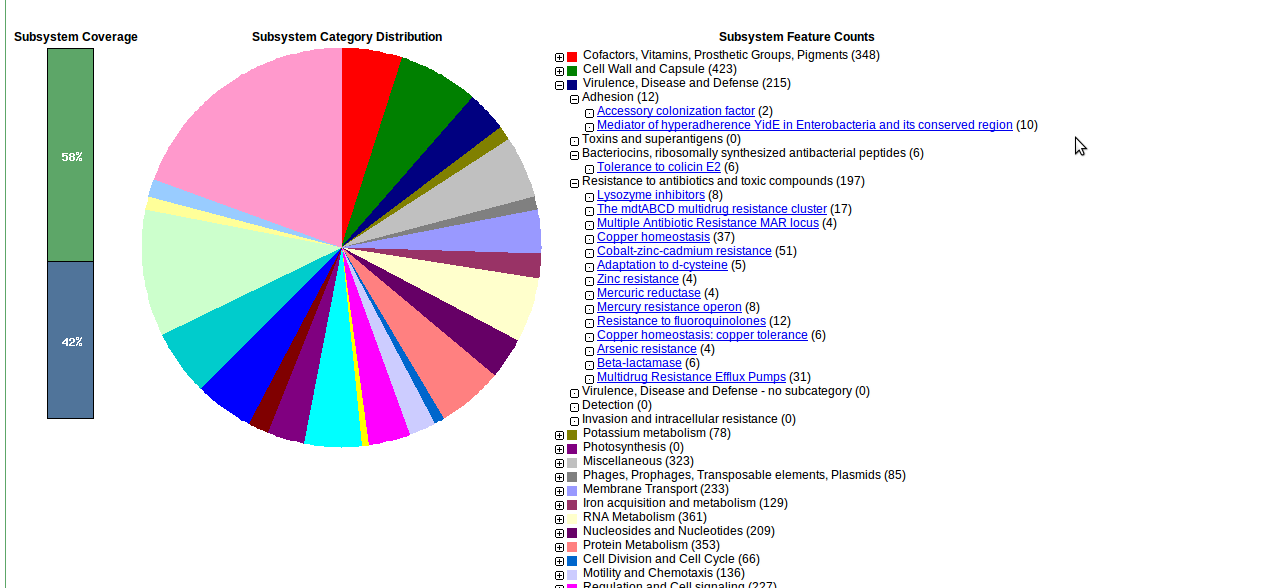 Subsystem Coverage
Subsystem Category Distribution
Subsystem Feature Counts
58%
42%
Cofactors, Vitamins, Prosthetic Groups, Pigments (348)
Cell Wall and Capsule (423)
Virulence, Disease and Defense (215)
Adhesion (12)
Accessory colonization factor (2)
Mediator of hyperadherence YidE in Enterobacteria and its conserved region (10)
Toxins and superantigens (0)
Bacteriocins, ribosomally synthesized antibacterial peptides (6)
Tolerance to colicin E2 (6)
Resistance to antibiotics and toxic compounds (197)
Lysozyme inhibitors (8)
The mdtABCD multidrug resistance cluster (17)
Multiple Antibiotic Resistance MAR locus (4)
Copper homeostasis (37)
Cobalt-zinc-cadmium resistance (51)
Adaptation to d-cysteine (5)
Zinc resistance (4)
Mercuric reductase (4)
Mercury resistance operon (8)
Resistance to fluoroquinolones (12)
Copper homeostasis: copper tolerance (6)
Arsenic resistance (4)
Beta-lactamase (6)
Multidrug Resistance Efflux Pumps (31)
Virulence, Disease and Defense - no subcategory (0)
Detection (0)
Invasion and intracellular resistance (0)
Potassium metabolism (78)
Photosynthesis (0)
Miscellaneous (323)
Phages, Prophages, Transposable elements, Plasmids (85)
Membrane Transport (233)
Iron acquisition and metabolism (129)
RNA Metabolism (361)
Nucleosides and Nucleotides (209)
Protein Metabolism (353)
Cell Division and Cell Cycle (66)
Motility and Chemotaxis (136)
Regulation and Cell signaling (227)